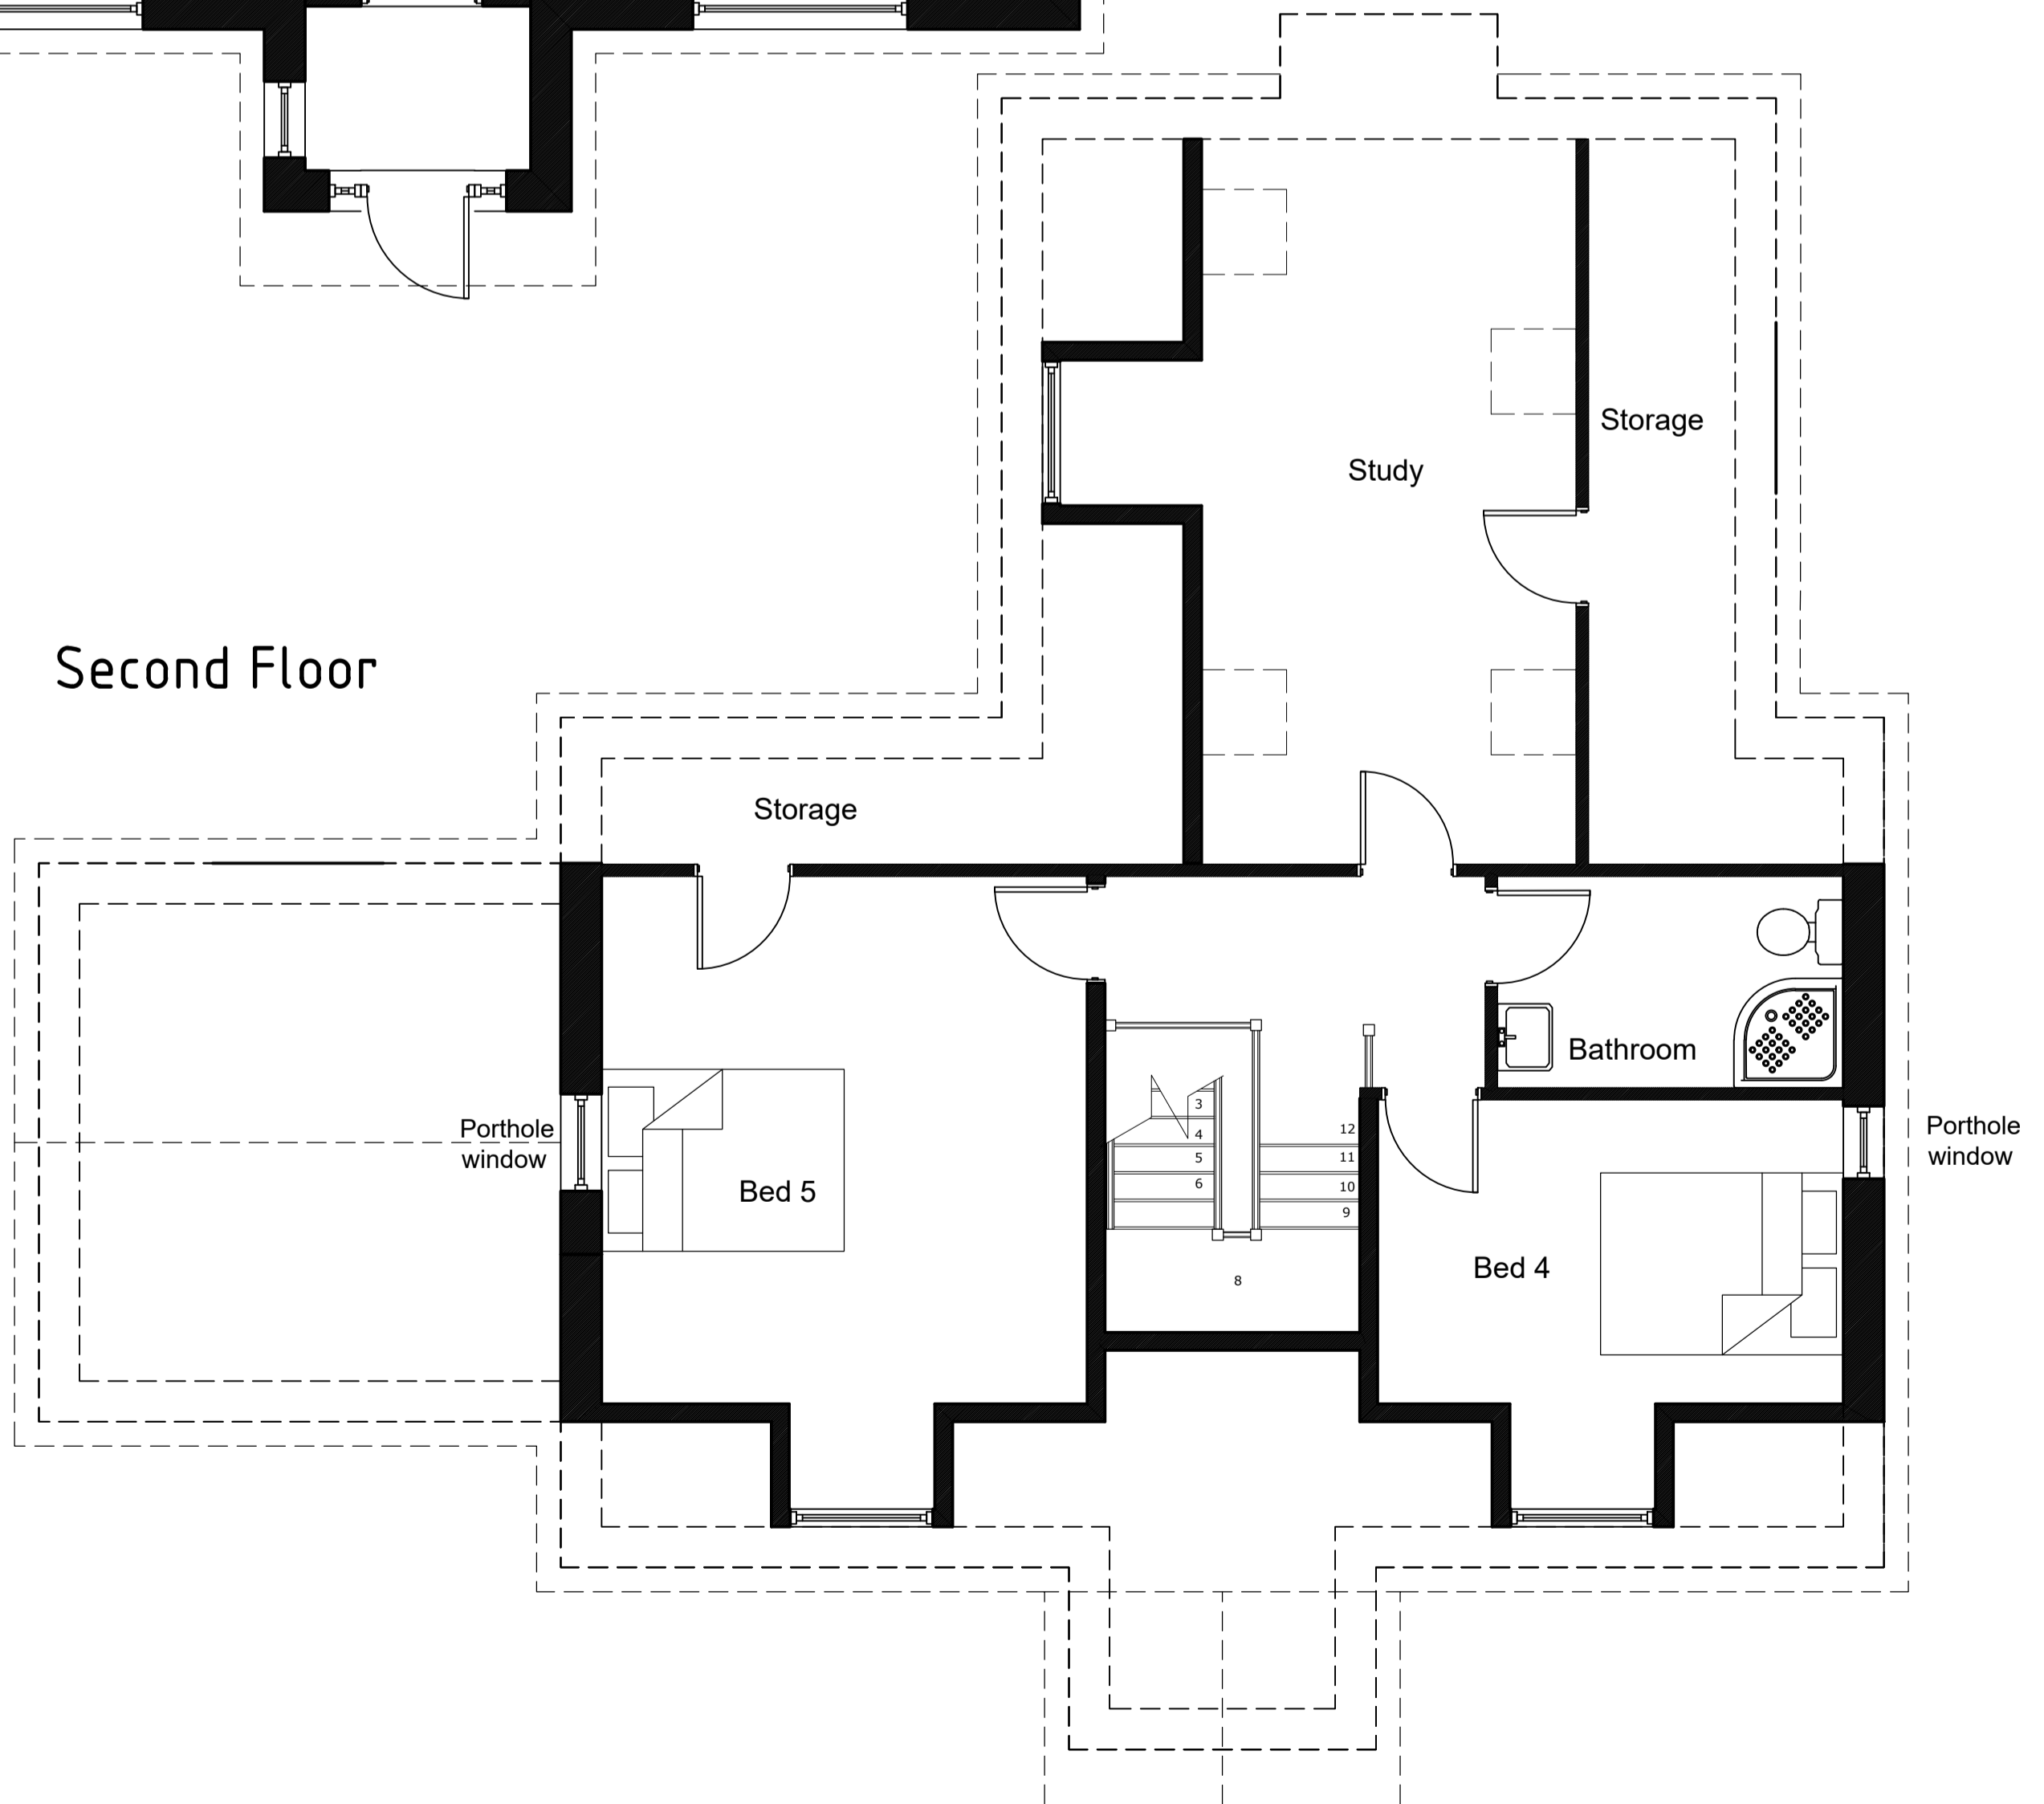 Storage
Study
Second Floor
Storage
Bathroom
Porthole
window
3
4
5
6
12
11
10
9
8
Bed 5
Bed 4
Porthole
window